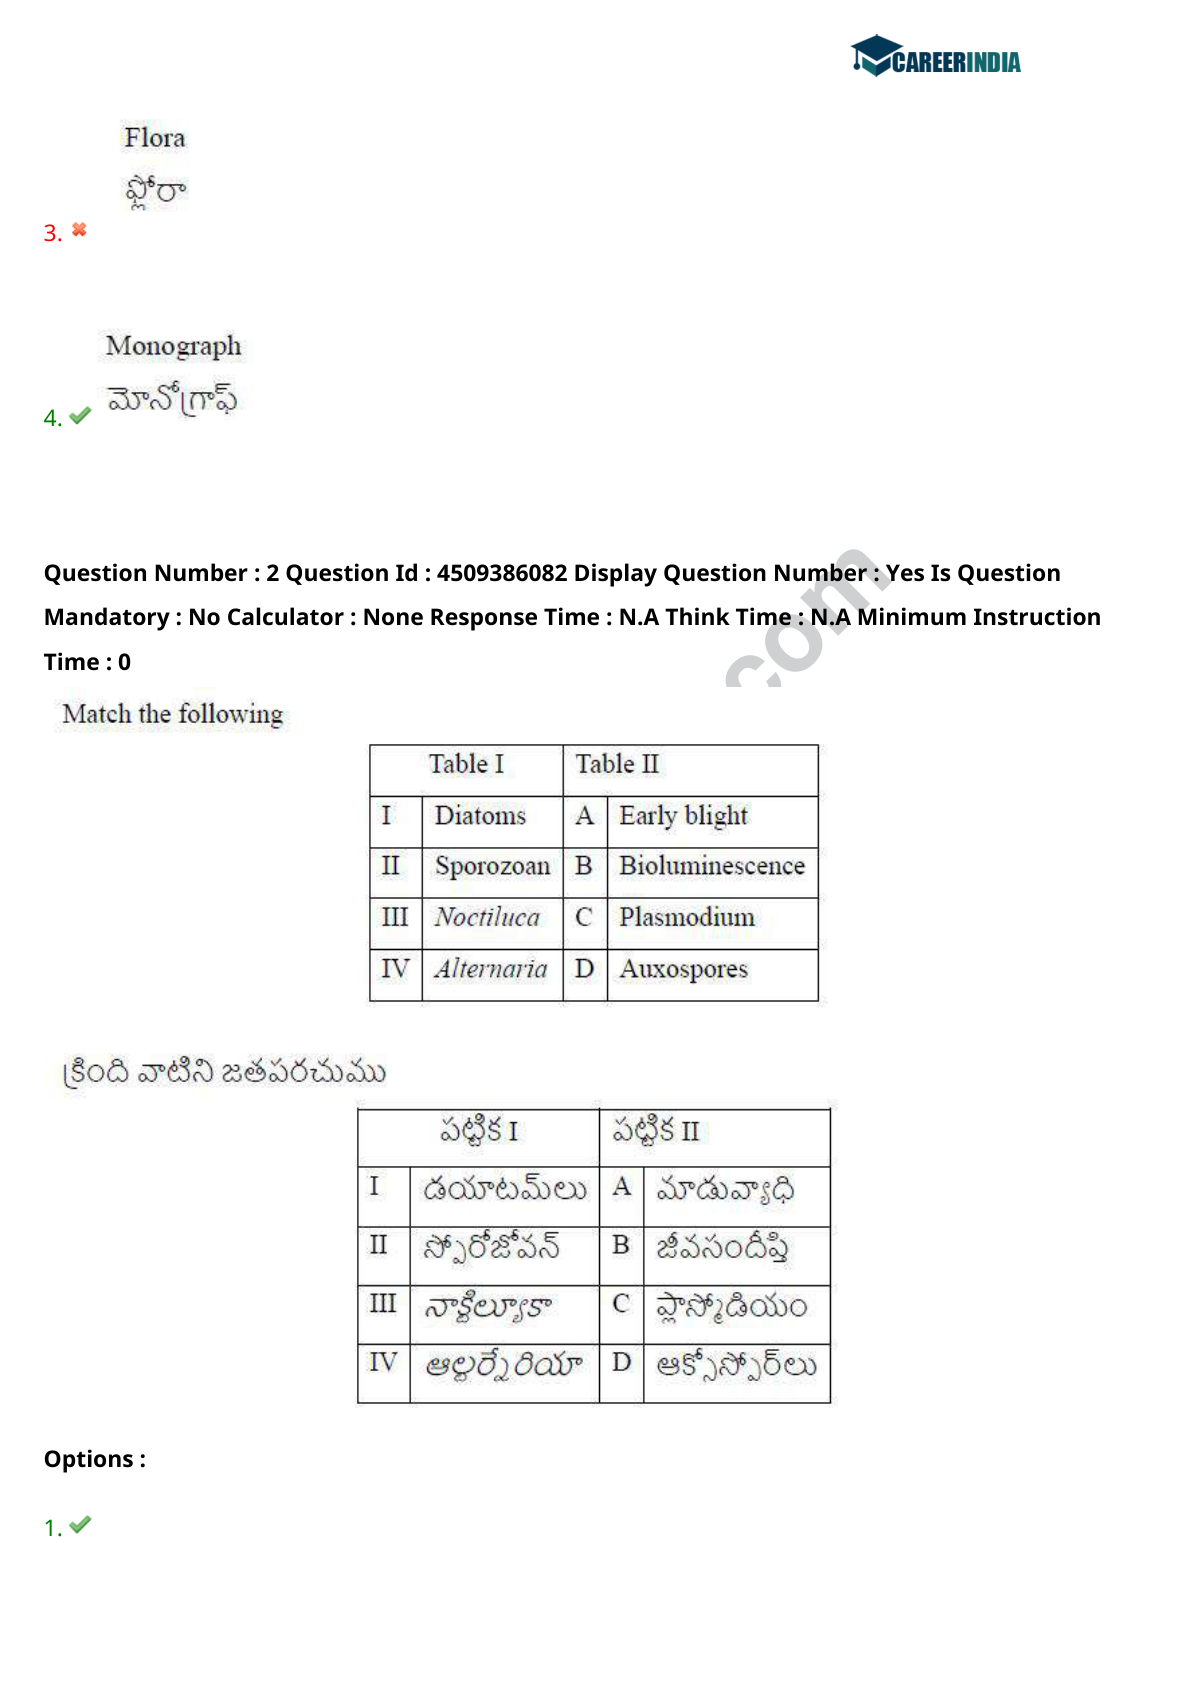 CAREERINDIA
Flora
ఫ్లోరా
3.
Monograph
మోనోగ్రాఫ్
4.
.com
Question Number : 2 Question Id : 4509386082 Display Question Number : Yes Is Question
Mandatory : No Calculator : None Response Time : N.A Think Time : N.A Minimum Instruction
Time : 0
Match the following
Table I Table II
I Diatoms A Early blight
II Sporozoan B Bioluminescence
III Noctiluca C Plasmodium
IV Alternaria D Auxospores
క్రింది వాటిని జతపరచుము
పట్టిక I పట్టిక II
I డయాటమ్‌లు A మాడువ్యాధి
II స్పోరోజోవన్ B జీవసందీప్తి
III నాక్టిల్యూకా C ప్లాస్మోడియం
IV ఆల్టర్నేరియా D ఆక్సోస్పోర్‌లు
Options :
1.